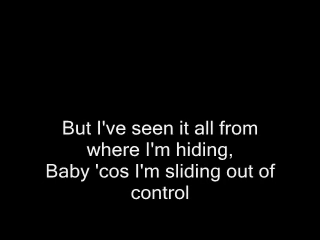 But I've seen it all from
where I'm hiding,
Baby 'cos I'm sliding out of
control